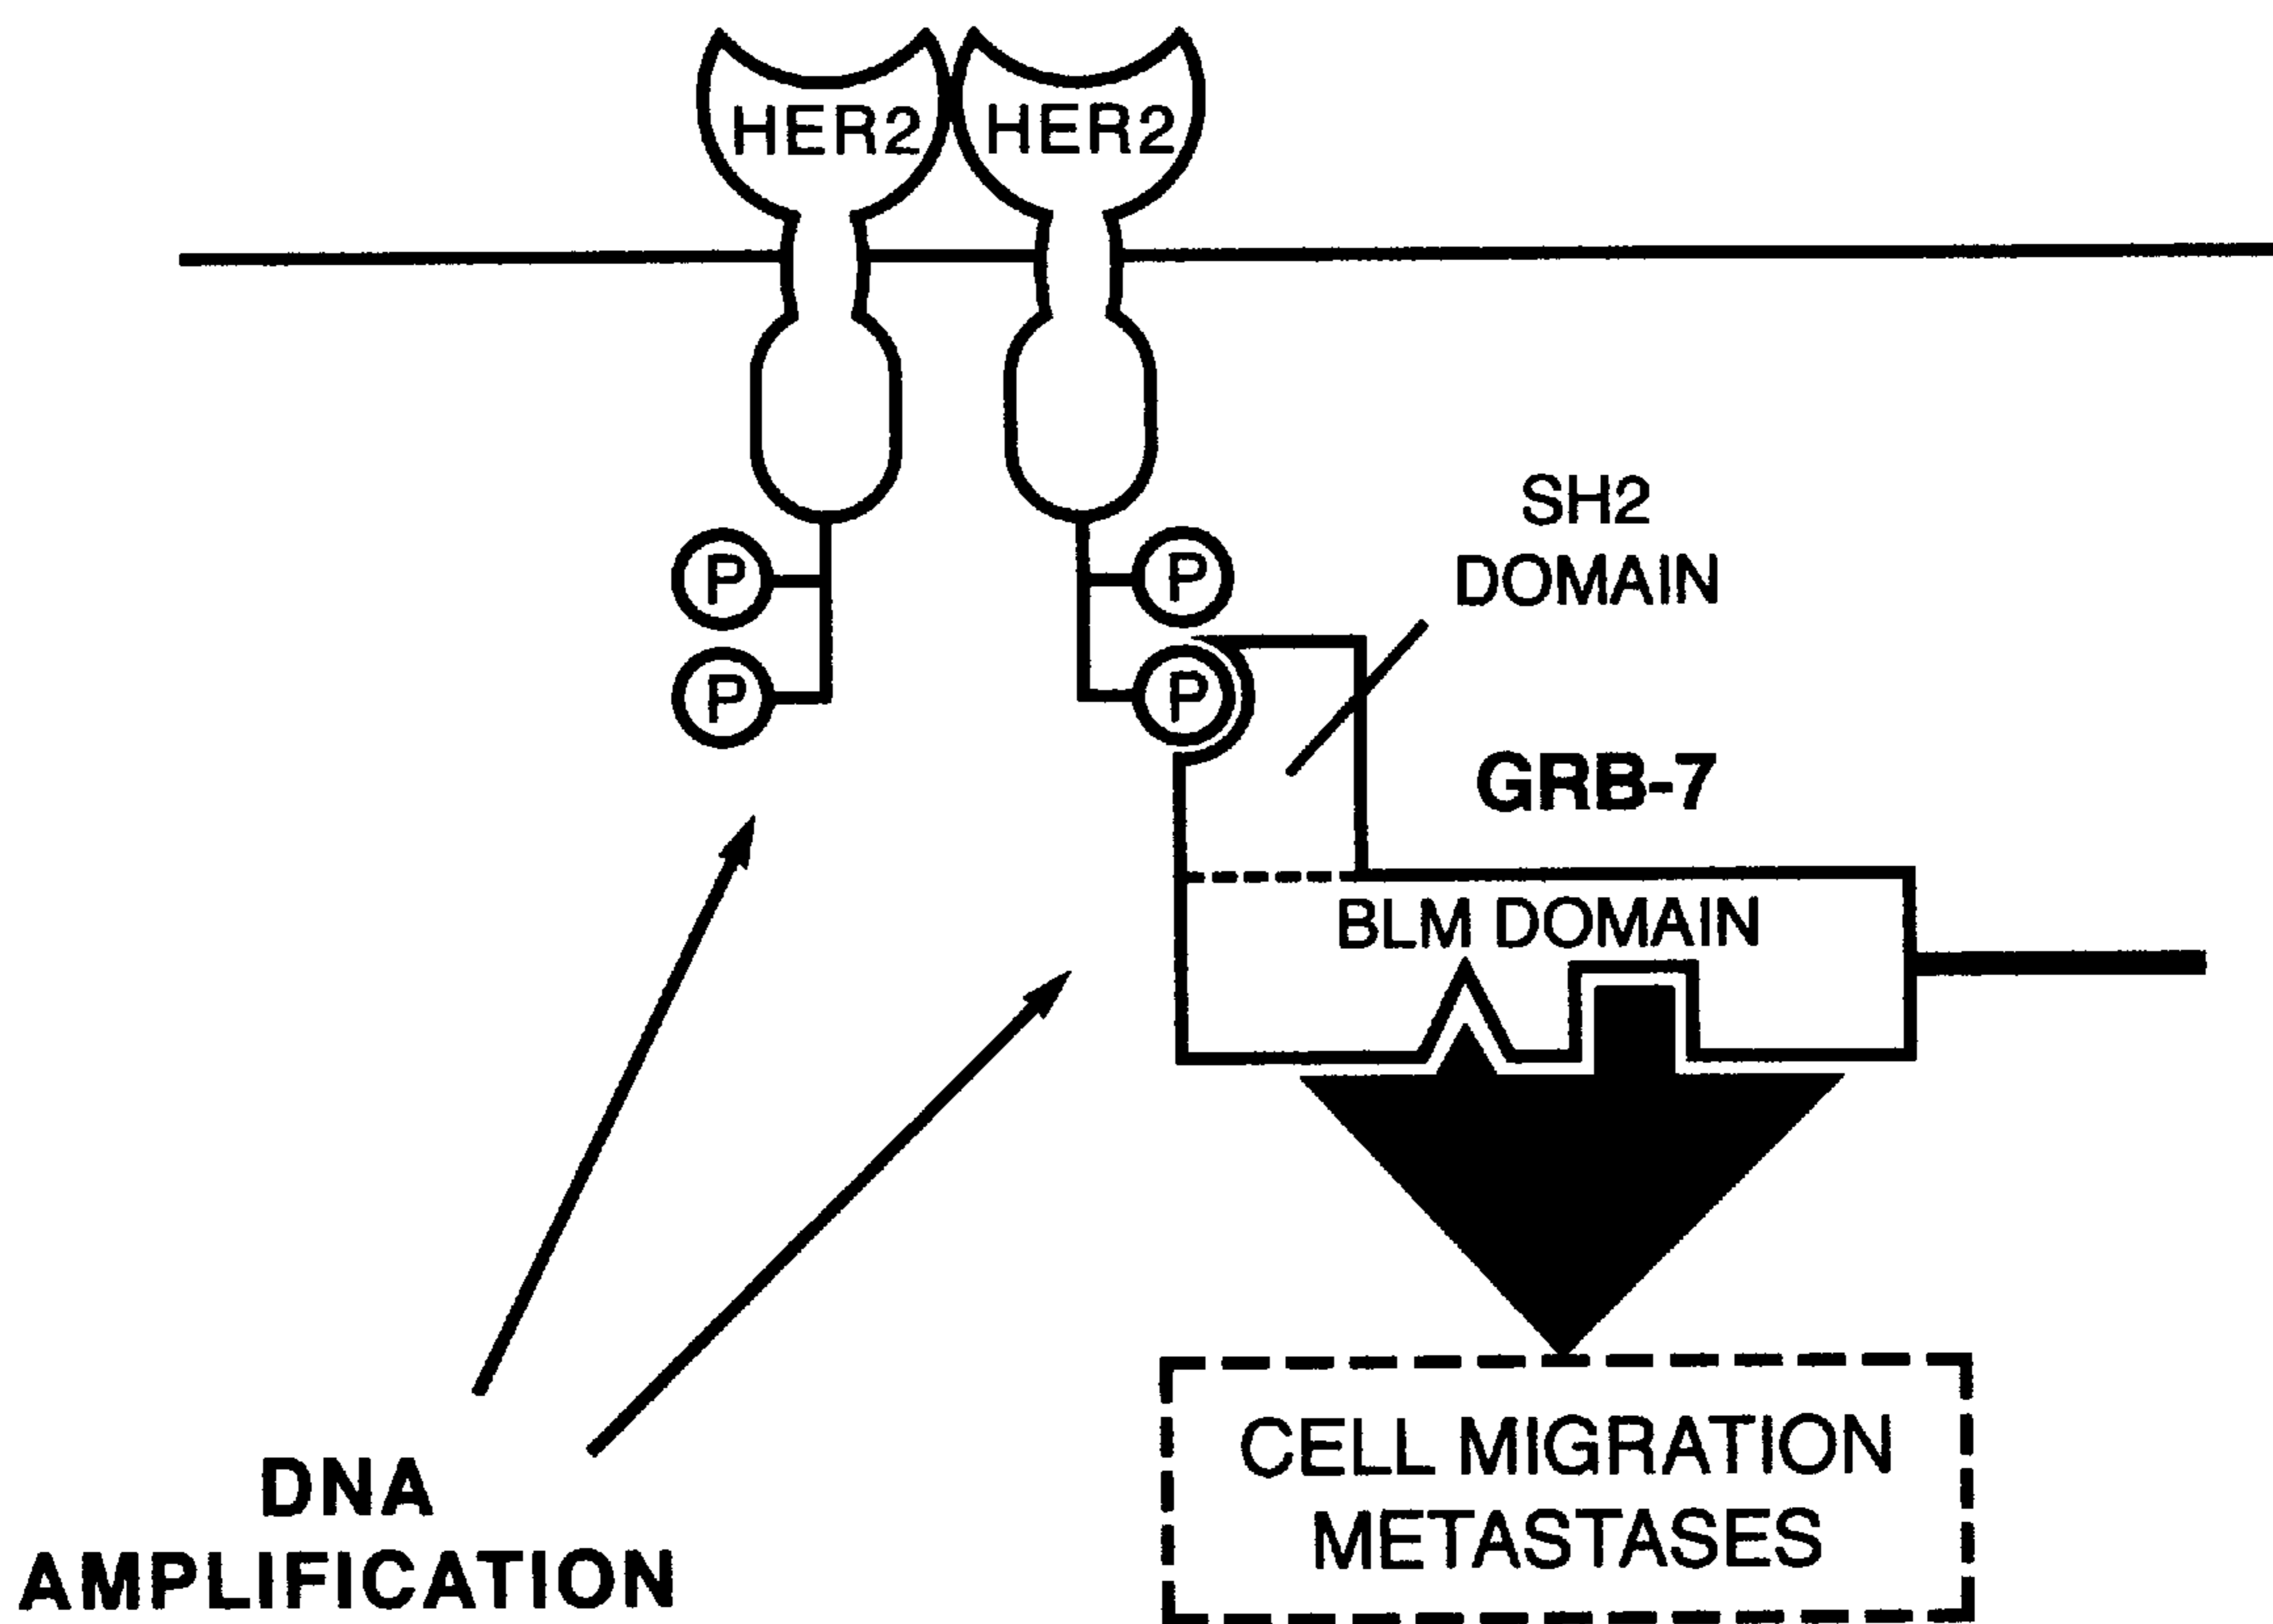 HER2 HER2
SH2
DOMAIN
P P
P P
GRB-7
BLM DOMAIN
CELL MIGRATION
METASTASES
DNA
AMPLIFICATION